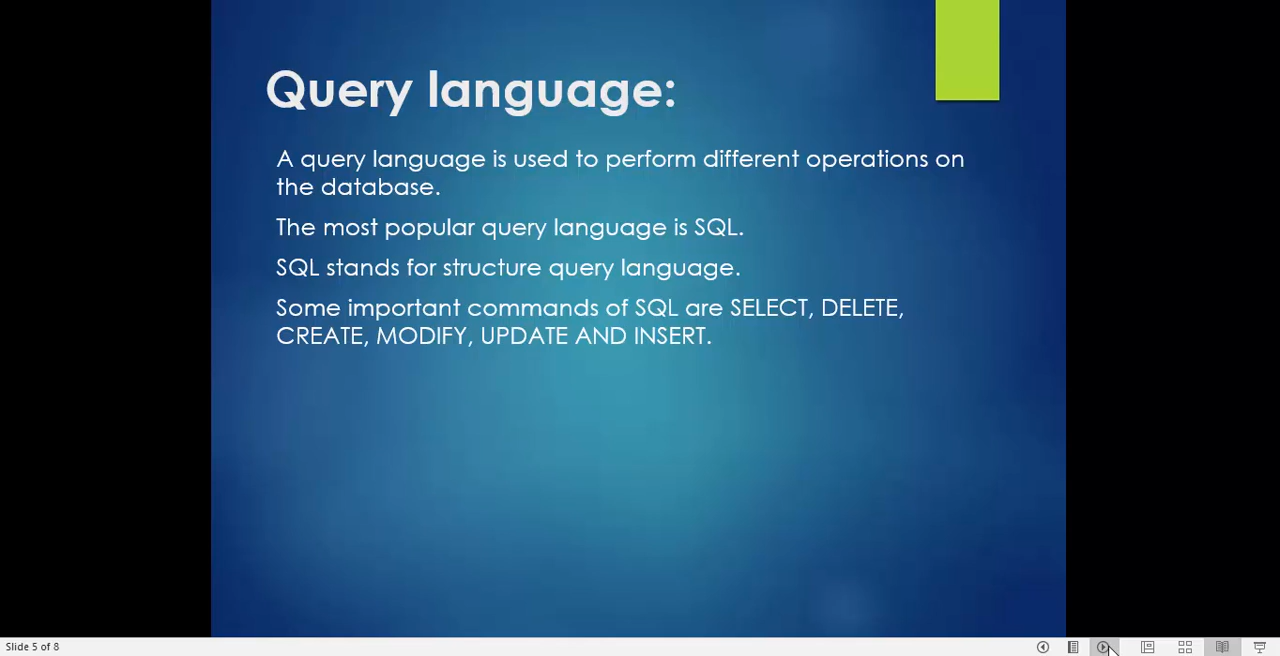 Query language:
A query language is used to perform different operations on
the database.
The most popular query language is SQL.
SQL stands for structure query language.
Some important commands of SQL are SELECT, DELETE,
CREATE, MODIFY, UPDATE AND INSERT.
Slide 5 of 8